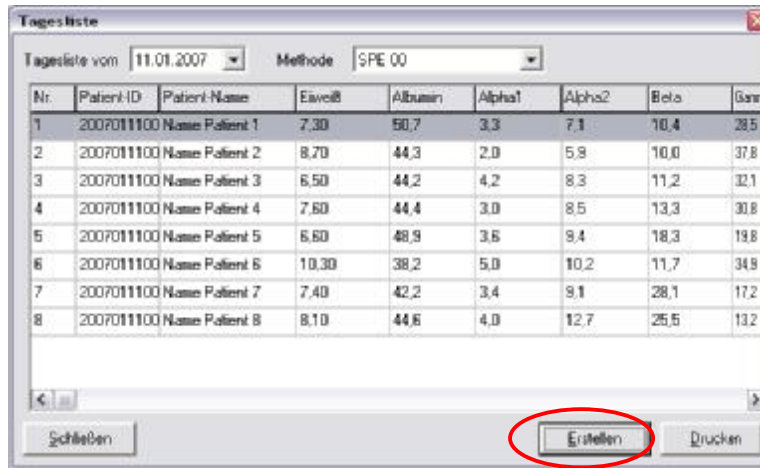 Tagesliste
Tagesliste vom 11.01.2007 Methode SPE 00
Nr. Patient-ID Patient-Name Eiweiß Albumin Alpha1 Alpha2 Beta Gam
1 2007011100 Name Patient 1 7,30 50,7 3,3 7,1 10,4 28,5
2 2007011100 Name Patient 2 8,70 44,3 2,0 5,9 10,0 37,8
3 2007011100 Name Patient 3 6,50 44,2 4,2 8,3 11,2 32,1
4 2007011100 Name Patient 4 7,60 44,4 3,0 8,5 13,3 30,8
5 2007011100 Name Patient 5 6,60 48,9 3,6 9,4 18,3 19,8
6 2007011100 Name Patient 6 10,30 38,2 5,0 10,2 11,7 34,9
7 2007011100 Name Patient 7 7,40 42,2 3,4 9,1 28,1 17,2
8 2007011100 Name Patient 8 8,10 44,6 4,0 12,7 25,5 13,2
Schließen Erstellen Drucken